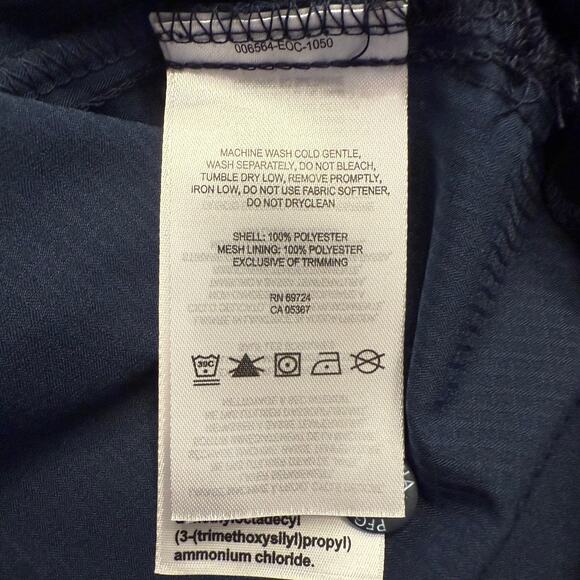 006564-EOC-1050
MACHINE WASH COLD GENTLE,
WASH SEPARATELY, DO NOT BLEACH,
TUMBLE DRY LOW, REMOVE PROMPTLY,
IRON LOW, DO NOT USE FABRIC SOFTENER,
DO NOT DRYCLEAN
SHELL: 100% POLYESTER
MESH LINING: 100% POLYESTER
EXCLUSIVE OF TRIMMING
RN 69724
CA 05367
30C
(3-(trimethoxysilyl)propyl)
ammonium chloride.
PFG